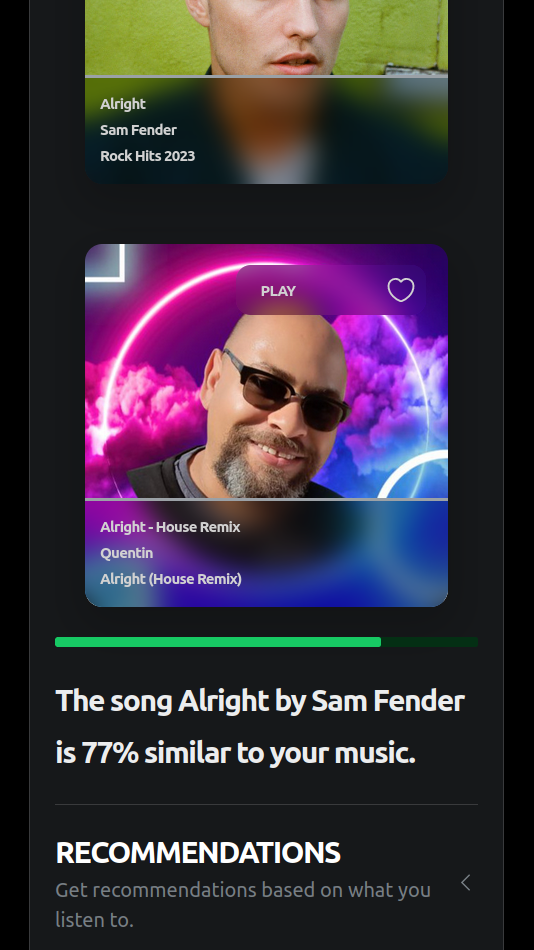 Alright
Sam Fender
Rock Hits 2023
PLAY
Alright - House Remix
Quentin
Alright (House Remix)
The song Alright by Sam Fender
is 77% similar to your music.
RECOMMENDATIONS
Get recommendations based on what you
listen to.